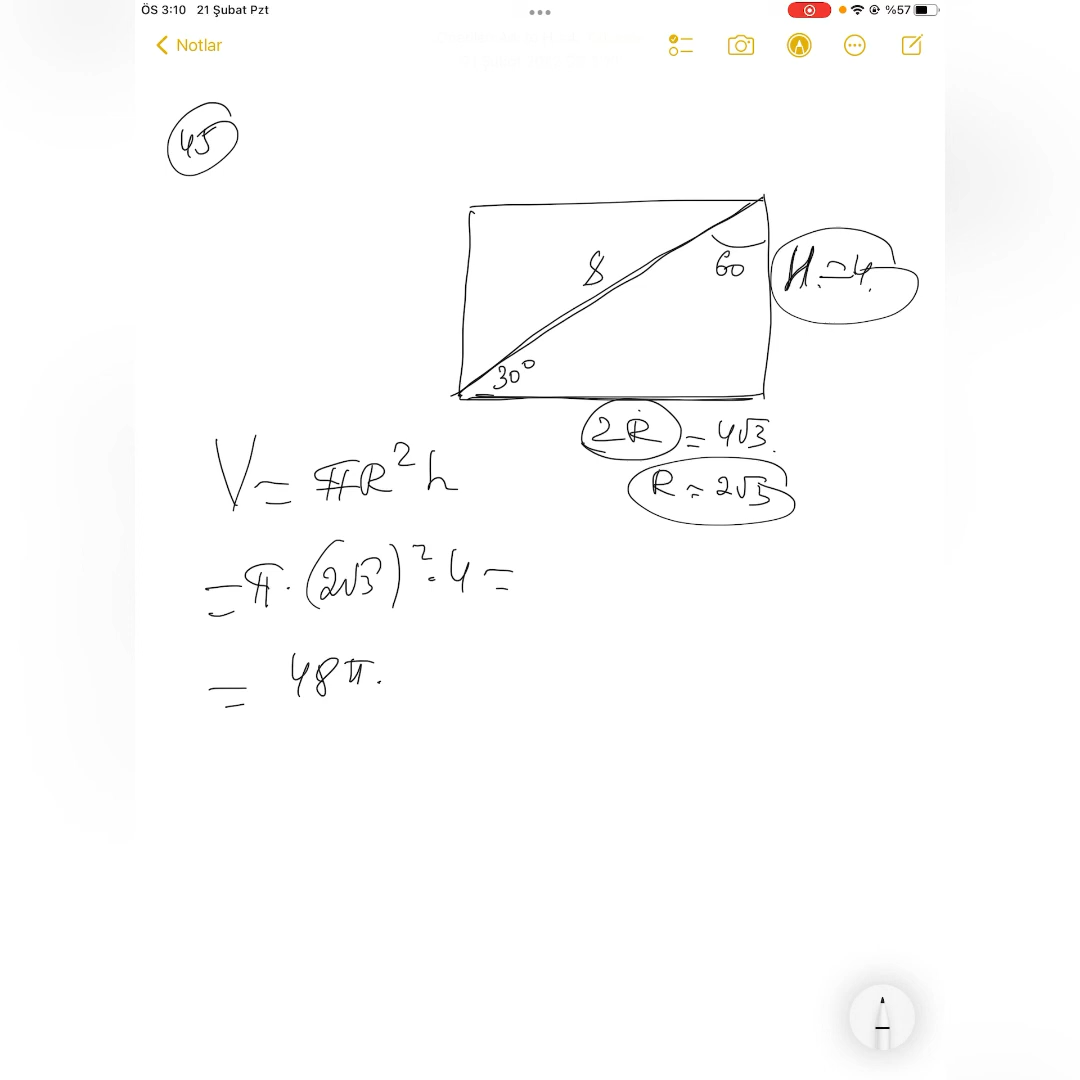 ÖS 3:10 21 Şubat Pzt
%57
Notlar
45
8
60
H=4.
30°
2R = 4√3.
R = 2√3
V= πR²h
=π.(2√3)².4=
= 48π.